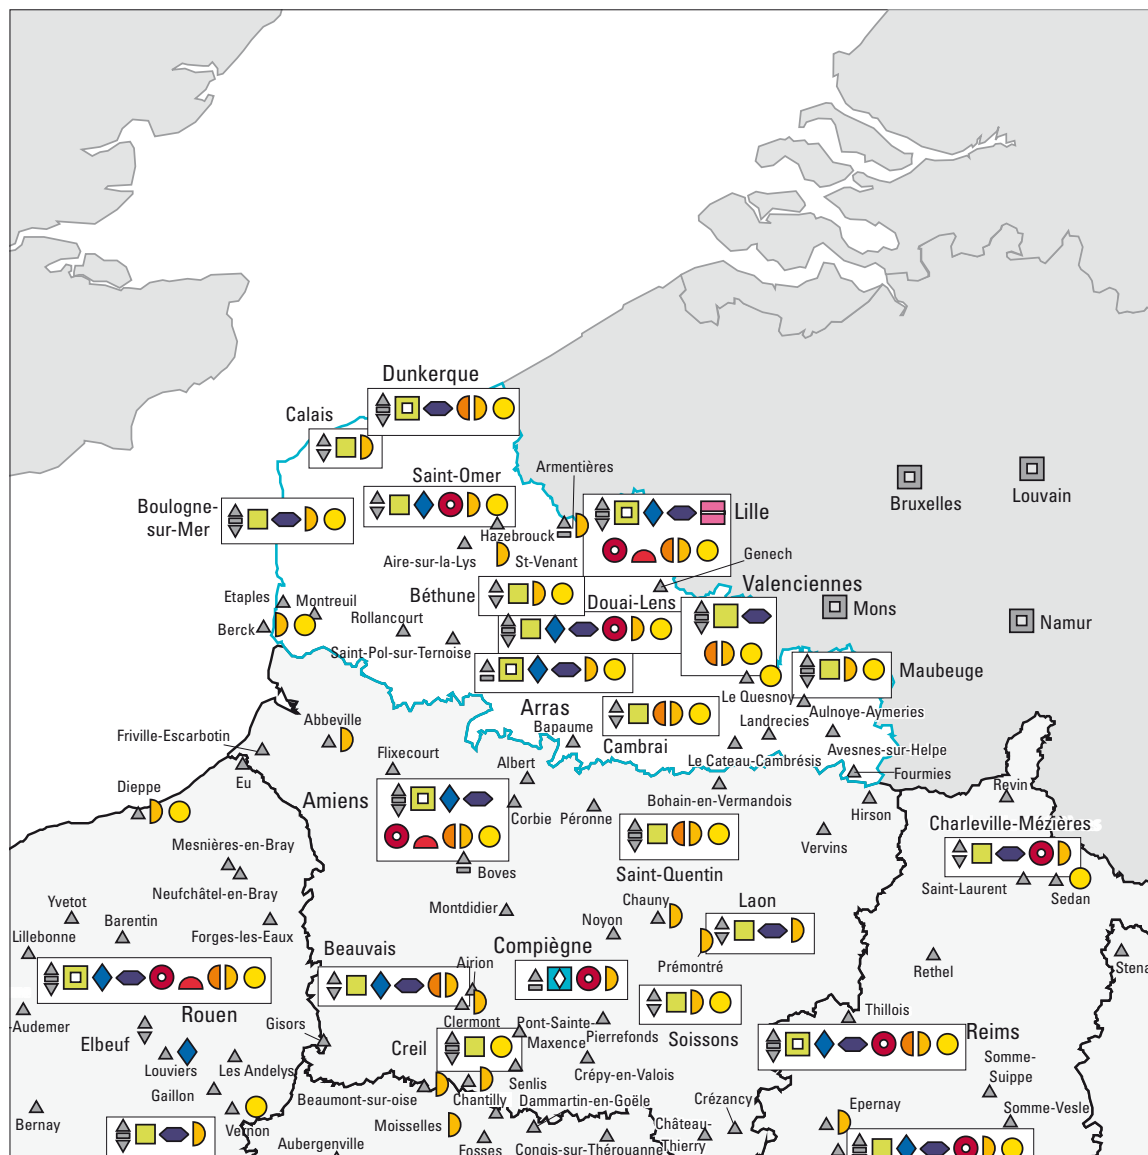 Dunkerque
Calais
Saint-Omer
Armentières
Boulogne-
sur-Mer
Lille
Hazebrouck
Aire-sur-la-Lys
St-Venant
Genech
Bruxelles
Louvain
Béthune
Douai-Lens
Valenciennes
Etaples
Montreuil
Berck
Rollancourt
Saint-Pol-sur-Ternoise
Mons
Namur
Maubeuge
Le Quesnoy
Arras
Bapaume
Cambrai
Landrecies
Aulnoye-Aymeries
Le Cateau-Cambrésis
Avesnes-sur-Helpe
Fourmies
Abbeville
Friville-Escarbotin
Eu
Flixecourt
Albert
Dieppe
Amiens
Corbie
Péronne
Bohain-en-Vermandois
Hirson
Revin
Vervins
Charleville-Mézières
Mesnières-en-Bray
Neufchâtel-en-Bray
Boves
Saint-Quentin
Saint-Laurent
Sedan
Yvetot
Barentin
Lillebonne
Forges-les-Eaux
Montdidier
Noyon
Chauny
Laon
Prémontré
Beauvais
Airion
Compiègne
Rethel
Stena
Rouen
-Audemer
Elbeuf
Gisors
Clermont
Pont-Sainte-
Maxence
Pierrefonds
Soissons
Thillois
Reims
Louviers
Les Andelys
Creil
Senlis
Crépy-en-Valois
Somme-
Suippe
Gaillon
Vernon
Beaumont-sur-oise
Chantilly
Dammartin-en-Goële
Crézancy
Epernay
Somme-Vesle
Bernay
Aubergenville
Moisselles
Fosses
Congis-sur-Thérouanne
Château-
Thierry